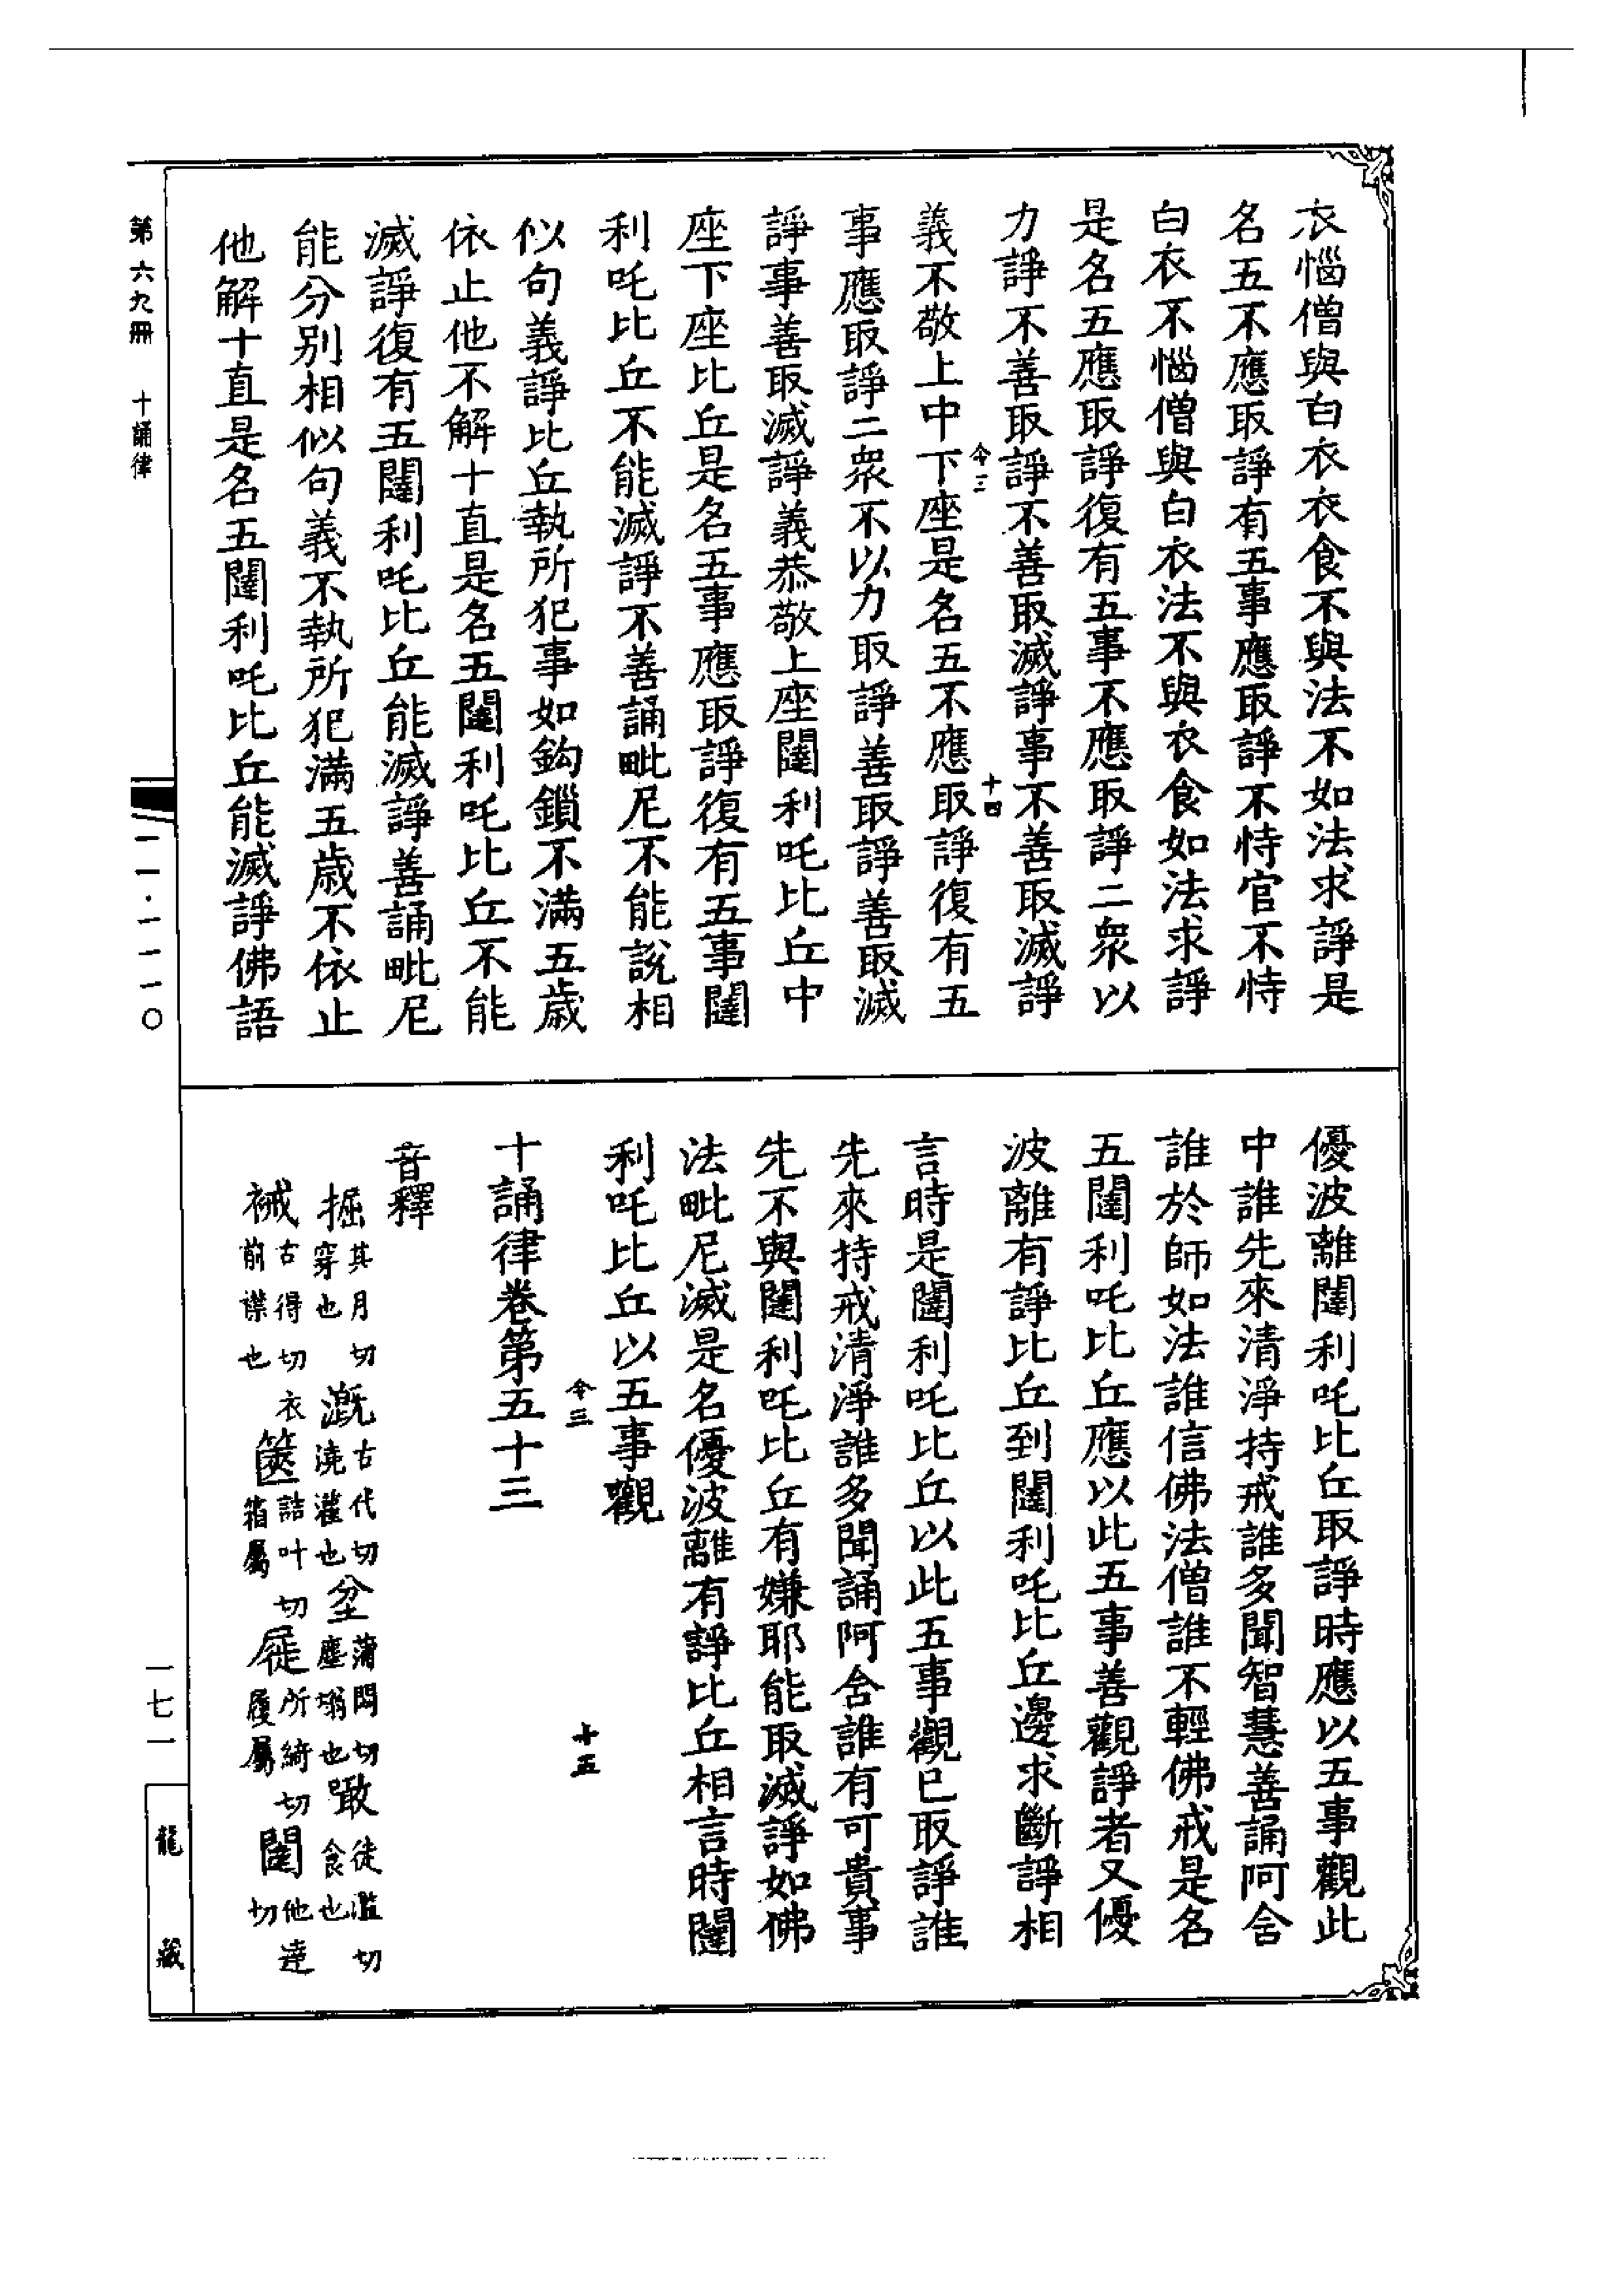 衣惱僧與白衣衣食不與法不如法求諍是
名五不應取諍有五事應取諍不恃官不恃
白衣不惱僧與白衣法不與衣食如法求諍
是名五應取諍復有五事不應取諍二衆以
力諍不善取諍不善取滅諍事不善取滅諍
令三
十四
義不敬上中下座是名五不應取諍復有五
事應取諍二衆不以力取諍善取諍善取滅
諍事善取滅諍義恭敬上座闥利吒比丘中
座下座比丘是名五事應取諍復有五事闥
利吒比丘不能滅諍不善誦毗尼不能說相
似句義諍比丘執所犯事如鈎鎖不滿五歲
依止他不解十直是名五闥利吒比丘不能
滅諍復有五闥利吒比丘能滅諍善誦毗尼
能分別相似句義不執所犯滿五歲不依止
他解十直是名五闥利吒比丘能滅諍佛語
優波離闥利吒比丘取諍時應以五事觀此
中誰先來清淨持戒誰多聞智慧善誦阿含
誰於師如法誰信佛法僧誰不輕佛戒是名
五闥利吒比丘應以此五事善觀諍者又優
波離有諍比丘到闥利吒比丘邊求斷諍相
言時是闥利吒比丘以此五事觀已取諍誰
先來持戒清淨誰多聞誦阿含誰有可貴事
先不與闥利吒比丘有嫌耶能取滅諍如佛
法毗尼滅是名優波離有諍比丘相言時闥
利吒比丘以五事觀
令三
十五
十誦律卷第五十三
音釋
掘其月切穿也 溉古代切澆灌也 坌蒲悶切塵塕也 噉徒濫切食也
祴古得切衣前襟也 篋詰叶切箱屬 屣所綺切履屬 闥他達切
第六九冊 十誦律
一一·一一一〇
一七一
龍藏